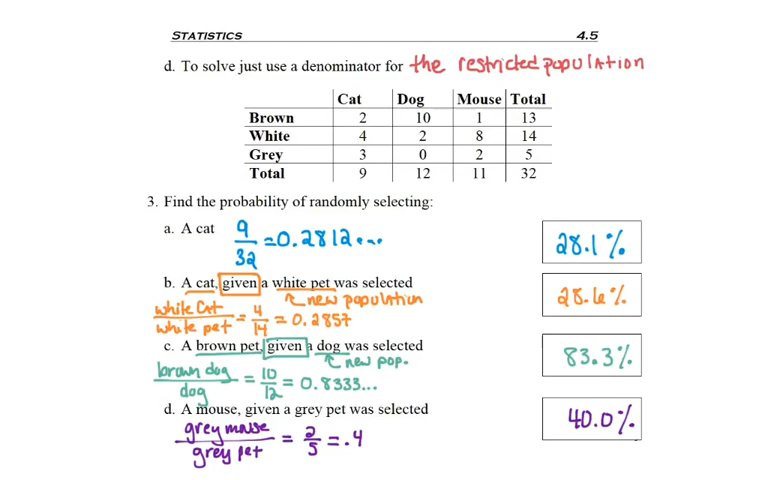 STATISTICS 4.5
d. To solve just use a denominator for the restricted population
Cat Dog Mouse Total
Brown 2 10 1 13
White 4 2 8 14
Grey 3 0 2 5
Total 9 12 11 32
3. Find the probability of randomly selecting:
a. A cat 9/32 = 0.2812... 28.1%
b. A cat, given a white pet was selected 28.6%
new population
white cat/white pet = 4/14 = 0.2857
c. A brown pet, given a dog was selected 83.3%
new pop.
brown dog/dog = 10/12 = 0.8333...
d. A mouse, given a grey pet was selected 40.0%
grey mouse/grey pet = 2/5 = .4